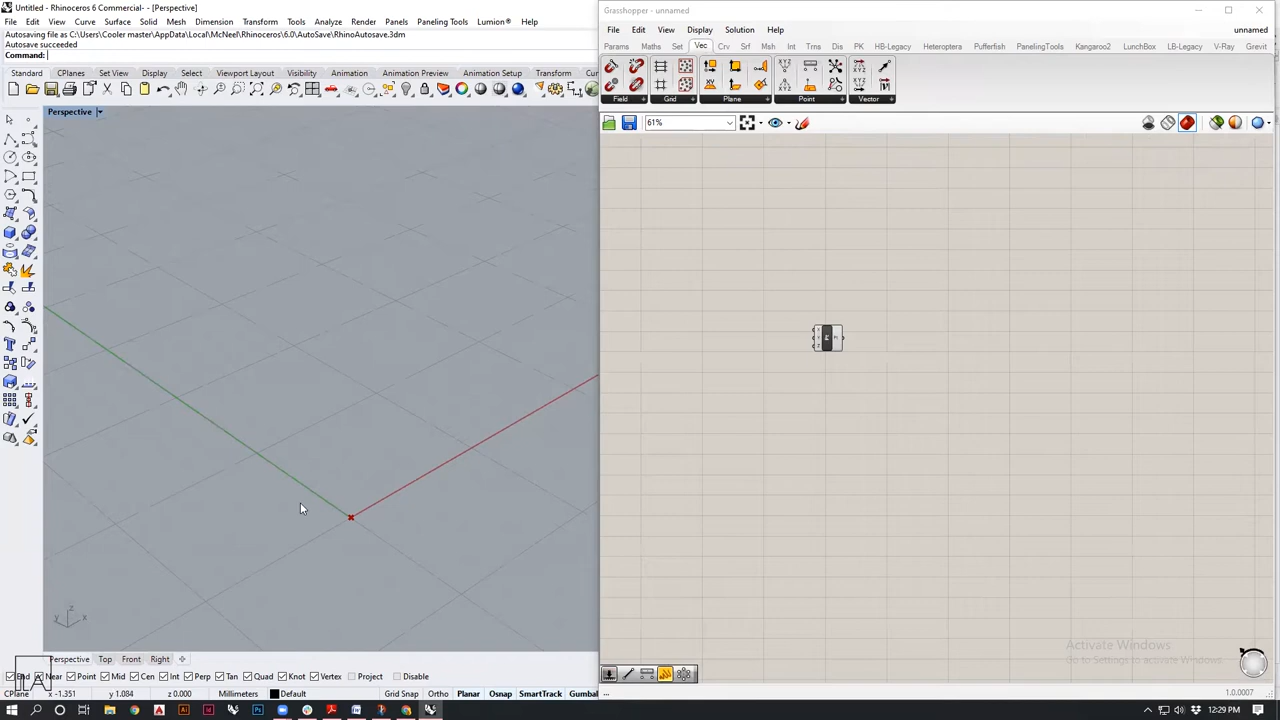 Untitled - Rhinoceros 6 Commercial- - [Perspective]
File Edit View Curve Surface Solid Mesh Dimension Transform Tools Analyze Render Panels Paneling Tools Lumion® Help
Autosaving file as C:\Users\Cooler master\AppData\Local\McNeel\Rhinoceros\6.0\AutoSave\RhinoAutosave.3dm
Autosave succeeded
Command:
Standard CPlanes Set View Display Select Viewport Layout Visibility Animation Animation Preview Animation Setup Transform Cu
Perspective
z
y x
Perspective Top Front Right
End Near Point Mid Cen Int Perp Tan Quad Knot Vertex Project Disable
CPlane x -1.351 y 1.084 z 0.000 Millimeters Default Grid Snap Ortho Planar Osnap SmartTrack Gumbal
Grasshopper - unnamed
File Edit View Display Solution Help unnamed
Params Maths Set Vec Crv Srf Msh Int Trns Dis PK HB-Legacy Heteroptera Pufferfish PanelingTools Kangaroo2 LunchBox LB-Legacy V-Ray Grevit
Field Grid Plane Point Vector
61%
Activate Windows
Go to Settings to activate Windows.
...
1.0.0007
12:29 PM